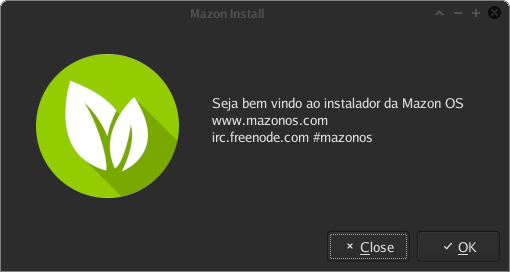 Mazon Install
Seja bem vindo ao instalador da Mazon OS
www.mazonos.com
irc.freenode.com #mazonos
Close
OK